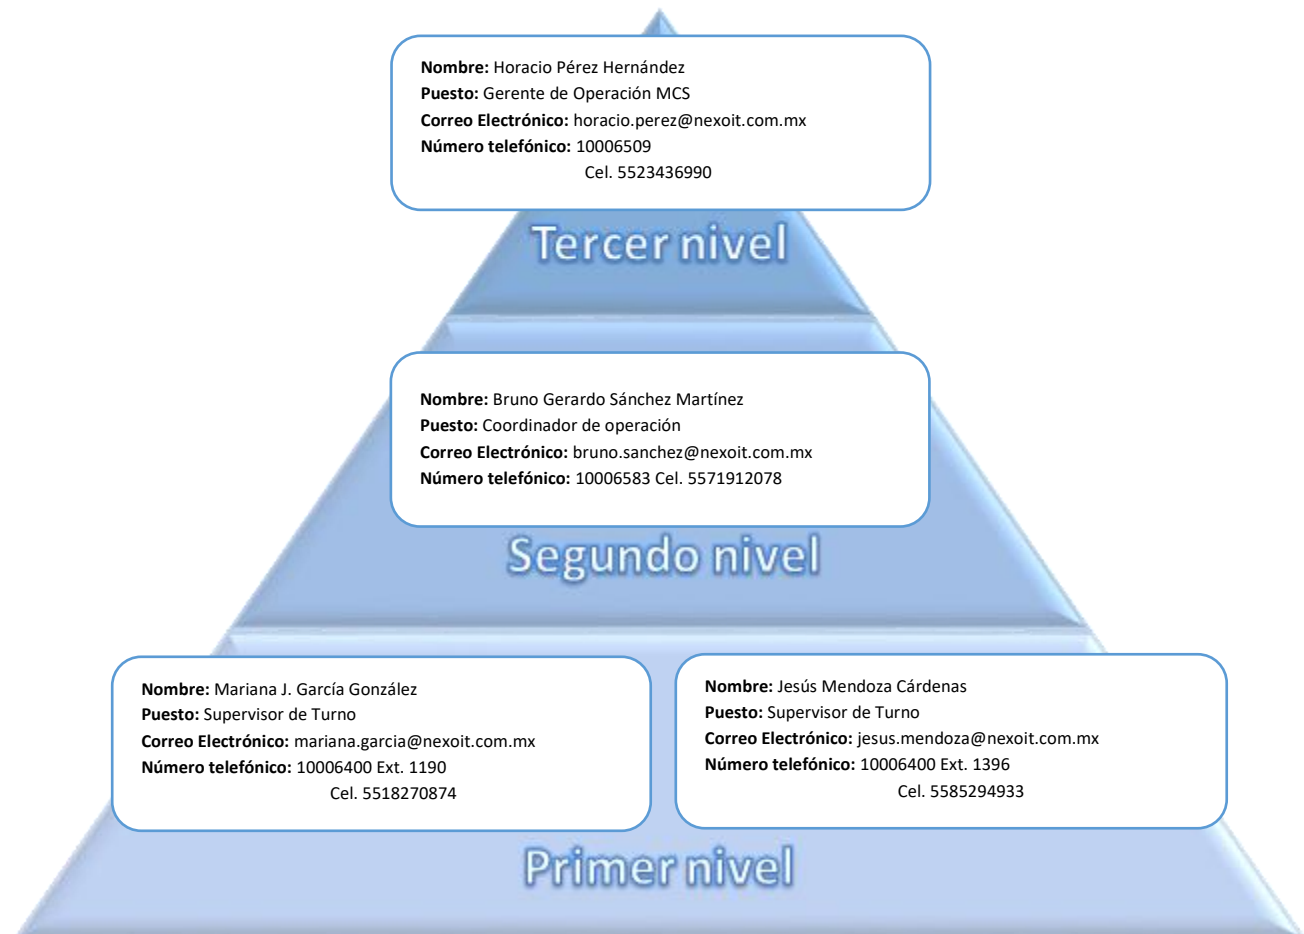 Nombre: Horacio Pérez Hernández
Puesto: Gerente de Operación MCS
Correo Electrónico: horacio.perez@nexoit.com.mx
Número telefónico: 10006509
Cel. 5523436990
Tercer nivel
Nombre: Bruno Gerardo Sánchez Martínez
Puesto: Coordinador de operación
Correo Electrónico: bruno.sanchez@nexoit.com.mx
Número telefónico: 10006583 Cel. 5571912078
Segundo nivel
Nombre: Mariana J. García González
Puesto: Supervisor de Turno
Correo Electrónico: mariana.garcia@nexoit.com.mx
Número telefónico: 10006400 Ext. 1190
Cel. 5518270874
Nombre: Jesús Mendoza Cárdenas
Puesto: Supervisor de Turno
Correo Electrónico: jesus.mendoza@nexoit.com.mx
Número telefónico: 10006400 Ext. 1396
Cel. 5585294933
Primer nivel